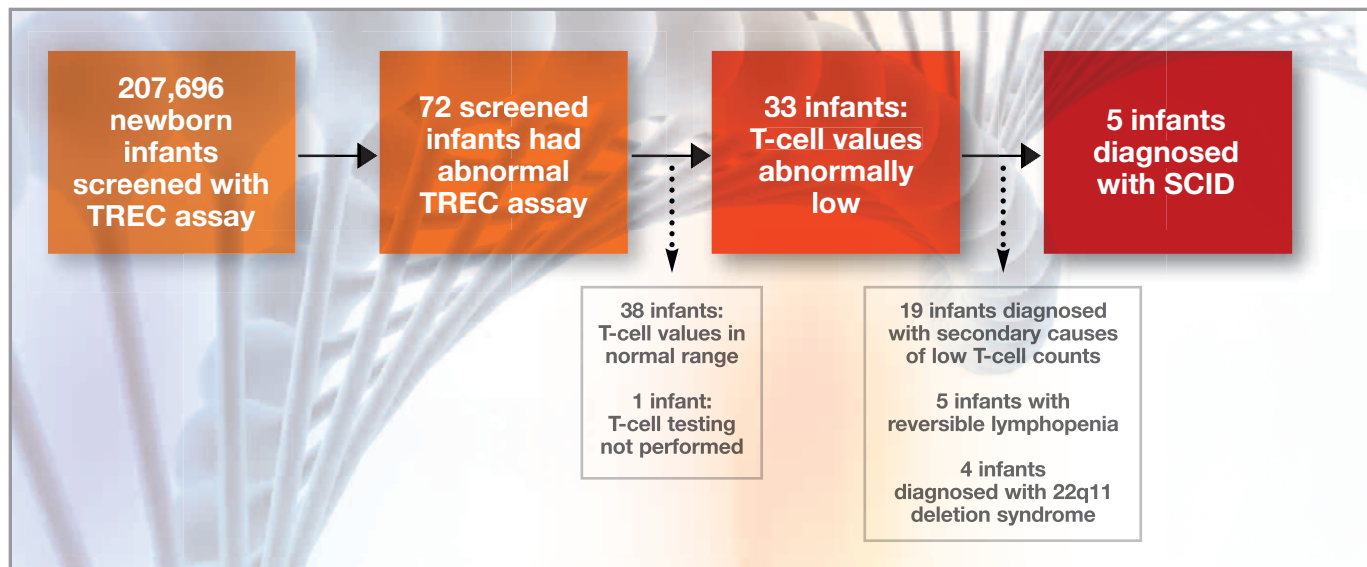 207,696
newborn
infants
screened with
TREC assay
72 screened
infants had
abnormal
TREC assay
33 infants:
T-cell values
abnormally
low
5 infants
diagnosed
with SCID
38 infants:
T-cell values in
normal range
1 infant:
T-cell testing
not performed
19 infants diagnosed
with secondary causes
of low T-cell counts
5 infants with
reversible lymphopenia
4 infants
diagnosed with 22q11
deletion syndrome